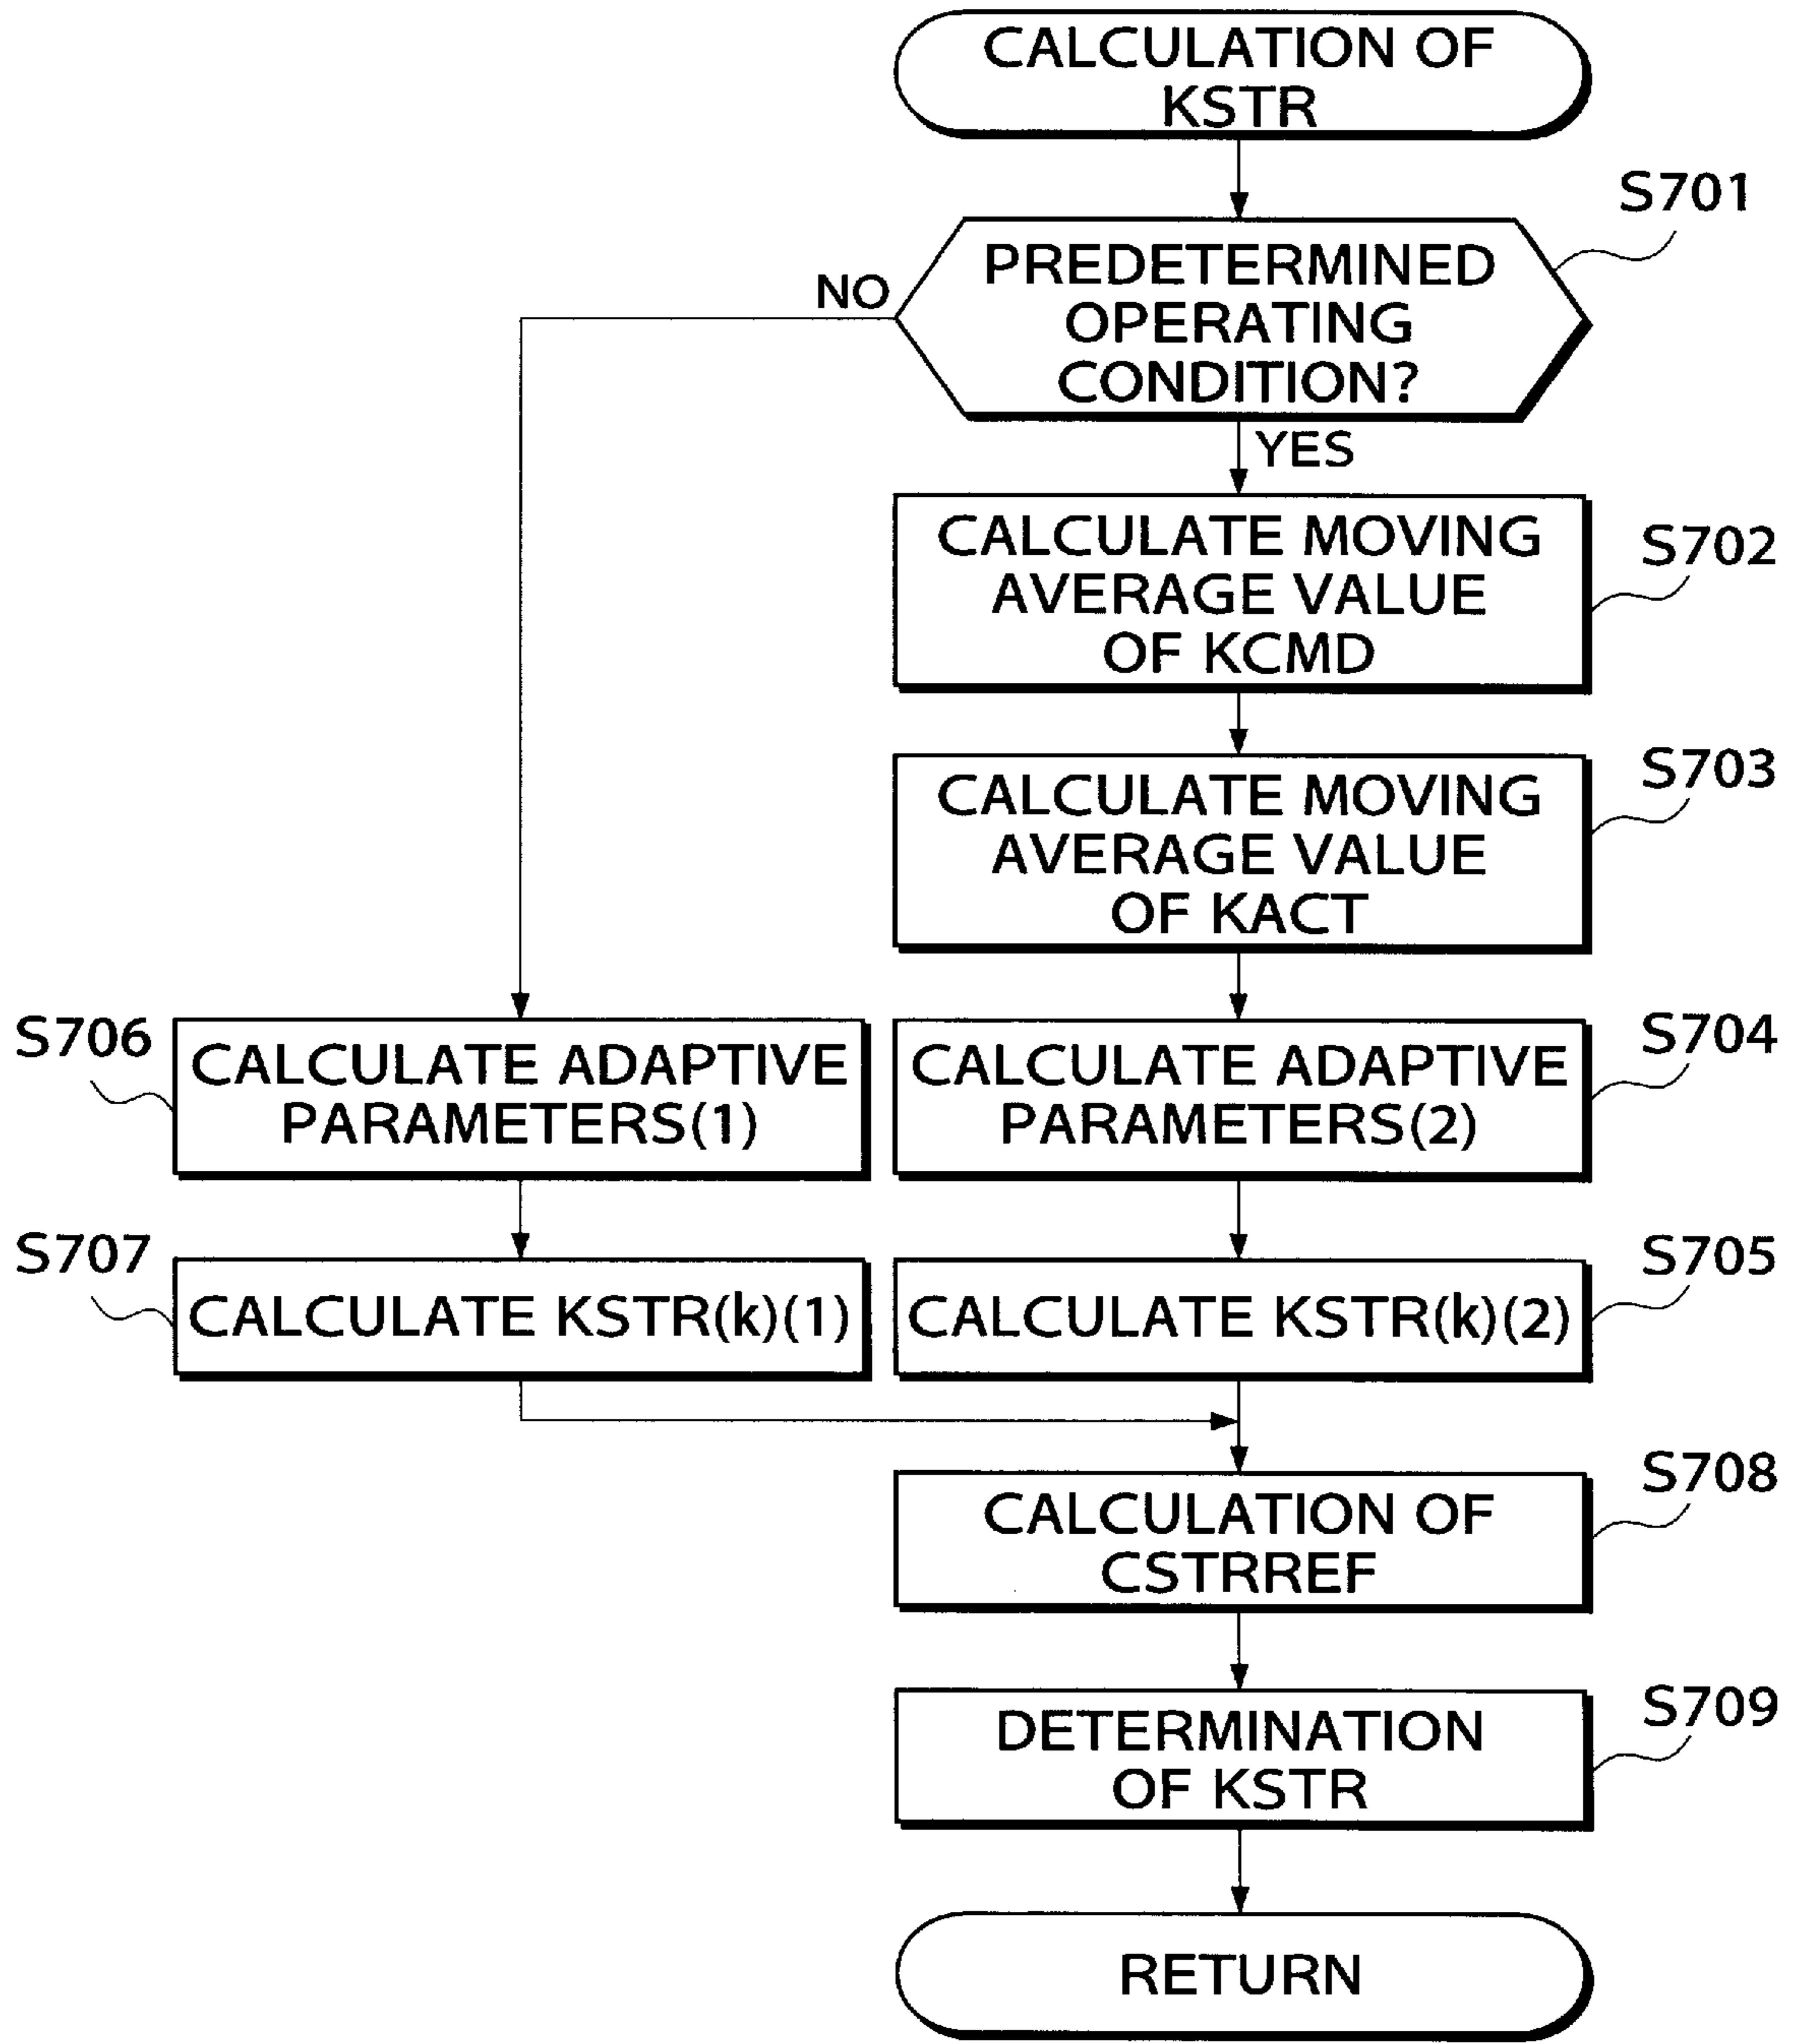 CALCULATION OF
KSTR
S701
PREDETERMINED
OPERATING
CONDITION?
NO
YES
CALCULATE MOVING
AVERAGE VALUE
OF KCMD
S702
CALCULATE MOVING
AVERAGE VALUE
OF KACT
S703
S706
CALCULATE ADAPTIVE
PARAMETERS(1)
CALCULATE ADAPTIVE
PARAMETERS(2)
S704
S707
CALCULATE KSTR(k)(1)
CALCULATE KSTR(k)(2)
S705
CALCULATION OF
CSTRREF
S708
DETERMINATION
OF KSTR
S709
RETURN